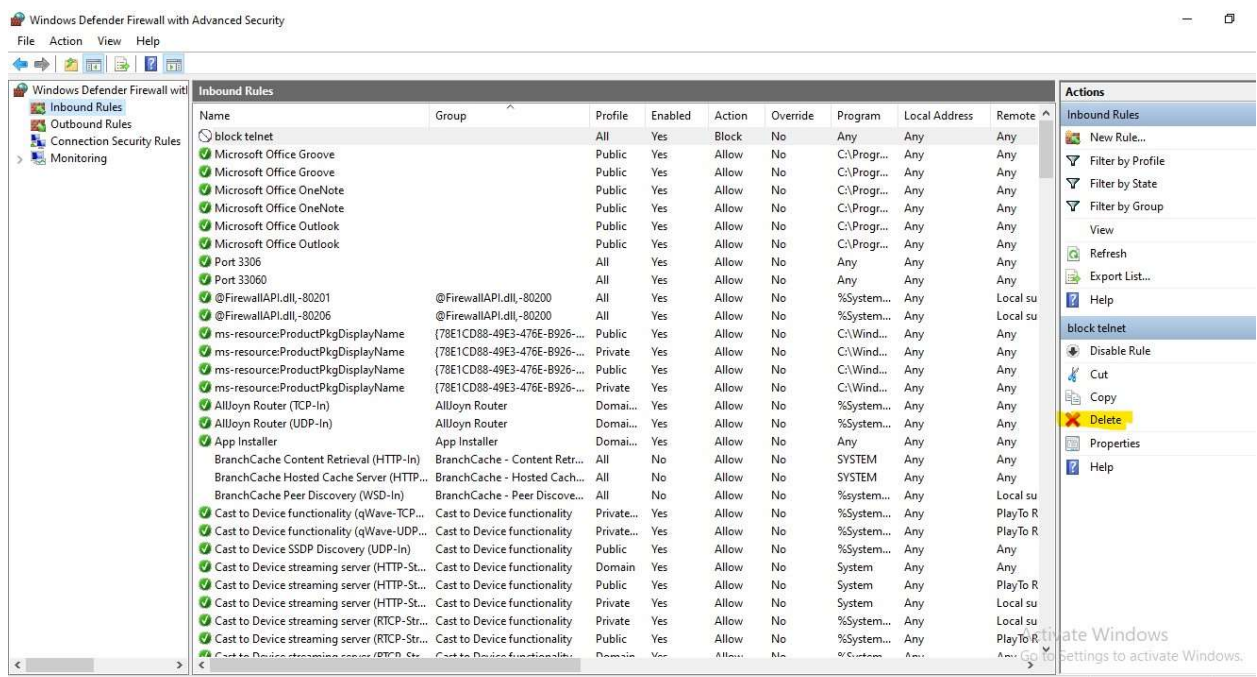 Windows Defender Firewall with Advanced Security
File Action View Help
Windows Defender Firewall witl
Inbound Rules
Outbound Rules
Connection Security Rules
Monitoring
Inbound Rules
Name Group Profile Enabled Action Override Program Local Address Remote
block telnet All Yes Block No Any Any Any
Microsoft Office Groove Public Yes Allow No C:\Progr... Any Any
Microsoft Office Groove Public Yes Allow No C:\Progr... Any Any
Microsoft Office OneNote Public Yes Allow No C:\Progr... Any Any
Microsoft Office OneNote Public Yes Allow No C:\Progr... Any Any
Microsoft Office Outlook Public Yes Allow No C:\Progr... Any Any
Microsoft Office Outlook Public Yes Allow No C:\Progr... Any Any
Port 3306 All Yes Allow No Any Any Any
Port 33060 All Yes Allow No Any Any Any
@FirewallAPI.dll,-80201 @FirewallAPI.dll,-80200 All Yes Allow No %System... Any Local su
@FirewallAPI.dll,-80206 @FirewallAPI.dll,-80200 All Yes Allow No %System... Any Local su
ms-resource:ProductPkgDisplayName {78E1CD88-49E3-476E-B926-... Public Yes Allow No C:\Wind... Any Any
ms-resource:ProductPkgDisplayName {78E1CD88-49E3-476E-B926-... Private Yes Allow No C:\Wind... Any Any
ms-resource:ProductPkgDisplayName {78E1CD88-49E3-476E-B926-... Public Yes Allow No C:\Wind... Any Any
ms-resource:ProductPkgDisplayName {78E1CD88-49E3-476E-B926-... Private Yes Allow No C:\Wind... Any Any
AllJoyn Router (TCP-In) AllJoyn Router Domai... Yes Allow No %System... Any Any
AllJoyn Router (UDP-In) AllJoyn Router Domai... Yes Allow No %System... Any Any
App Installer App Installer Domai... Yes Allow No Any Any Any
BranchCache Content Retrieval (HTTP-In) BranchCache - Content Retr... All No Allow No SYSTEM Any Any
BranchCache Hosted Cache Server (HTTP... BranchCache - Hosted Cach... All No Allow No SYSTEM Any Any
BranchCache Peer Discovery (WSD-In) BranchCache - Peer Discove... All No Allow No %system... Any Local su
Cast to Device functionality (qWave-TCP... Cast to Device functionality Private... Yes Allow No %System... Any PlayTo R
Cast to Device functionality (qWave-UDP... Cast to Device functionality Private... Yes Allow No %System... Any PlayTo R
Cast to Device SSDP Discovery (UDP-In) Cast to Device functionality Public Yes Allow No %System... Any Any
Cast to Device streaming server (HTTP-St... Cast to Device functionality Domain Yes Allow No System Any Any
Cast to Device streaming server (HTTP-St... Cast to Device functionality Public Yes Allow No System Any PlayTo R
Cast to Device streaming server (HTTP-St... Cast to Device functionality Private Yes Allow No System Any Local su
Cast to Device streaming server (RTCP-Str... Cast to Device functionality Private Yes Allow No %System... Any Local su
Cast to Device streaming server (RTCP-Str... Cast to Device functionality Public Yes Allow No %System... Any PlayTo R
Cast to Device streaming server (RTCP-Str... Cast to Device functionality Domain Yes Allow No %System... Any Any
Actions
Inbound Rules
New Rule...
Filter by Profile
Filter by State
Filter by Group
View
Refresh
Export List...
Help
block telnet
Disable Rule
Cut
Copy
Delete
Properties
Help
Activate Windows
Go to Settings to activate Windows.